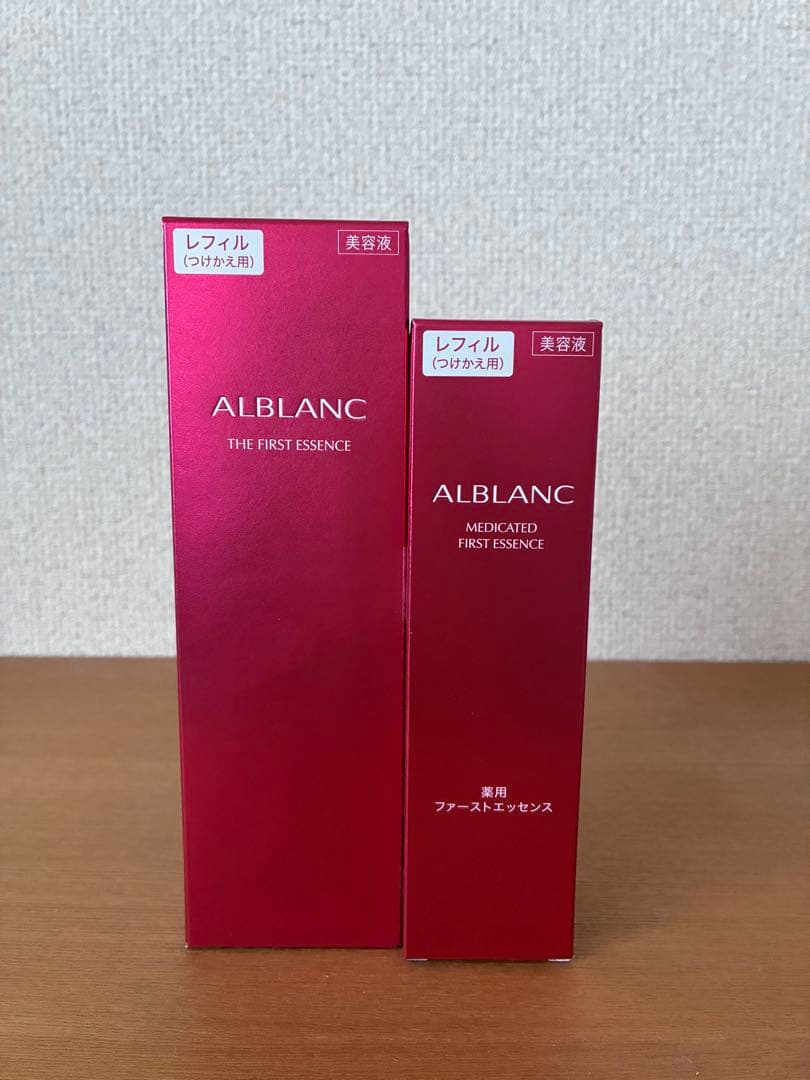 レフィル
(つけかえ用)
美容液
ALBLANC
THE FIRST ESSENCE
レフィル
(つけかえ用)
美容液
ALBLANC
MEDICATED
FIRST ESSENCE
薬用
ファーストエッセンス